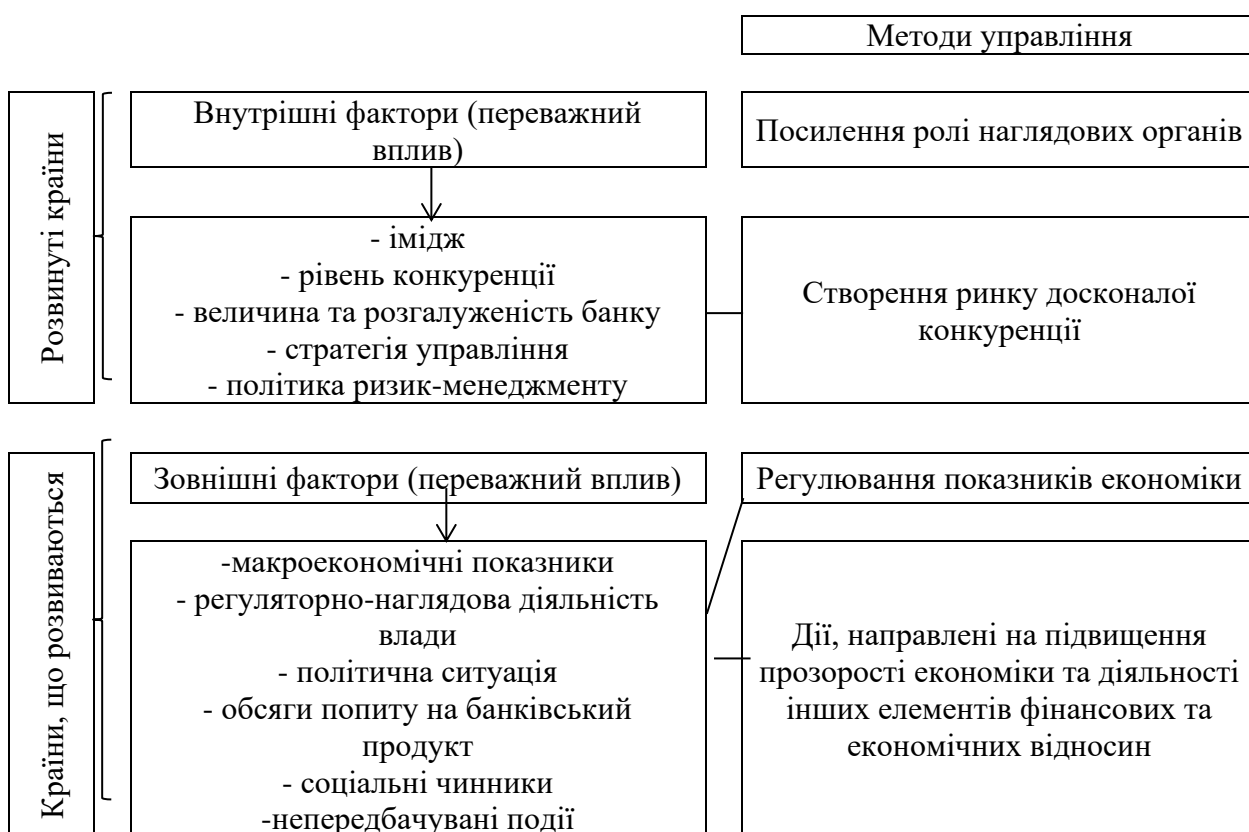 Методи управління
Розвинуті країни
Внутрішні фактори (переважний
вплив)
Посилення ролі наглядових органів
- імідж
- рівень конкуренції
- величина та розгалуженість банку
- стратегія управління
- політика ризик-менеджменту
Створення ринку досконалої
конкуренції
Країни, що розвиваються
Зовнішні фактори (переважний вплив)
Регулювання показників економіки
-макроекономічні показники
- регуляторно-наглядова діяльність
влади
- політична ситуація
- обсяги попиту на банківський
продукт
- соціальні чинники
-непередбачувані події
Дії, направлені на підвищення
прозорості економіки та діяльності
інших елементів фінансових та
економічних відносин